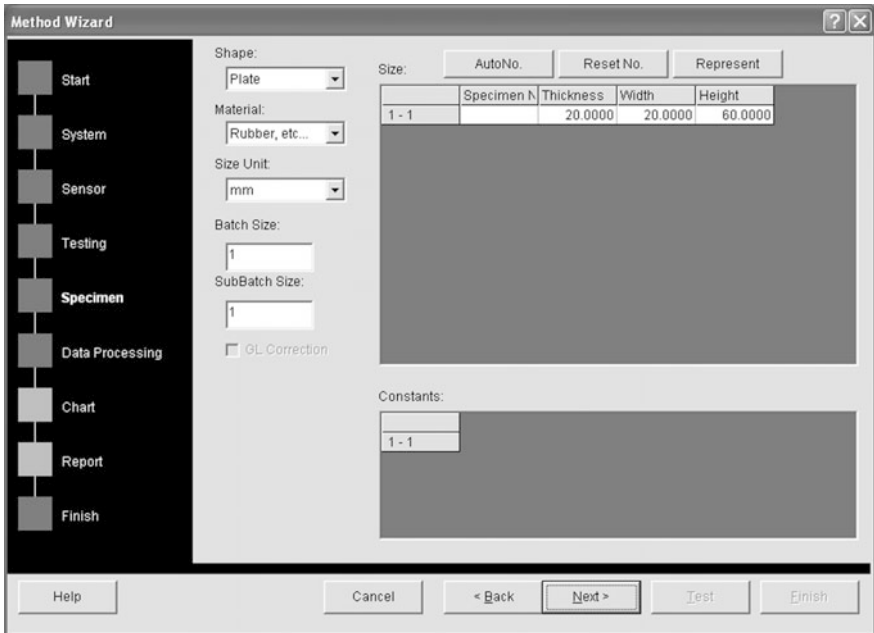 Method Wizard
Start
System
Sensor
Testing
Specimen
Data Processing
Chart
Report
Finish
Shape:
Plate
Material:
Rubber, etc...
Size Unit:
mm
Batch Size:
1
SubBatch Size:
1
GL Correction
Size:
AutoNo.
Reset No.
Represent
Specimen N Thickness Width Height
1 - 1 20.0000 20.0000 60.0000
Constants:
1 - 1
Help
Cancel
< Back
Next >
Test
Finish